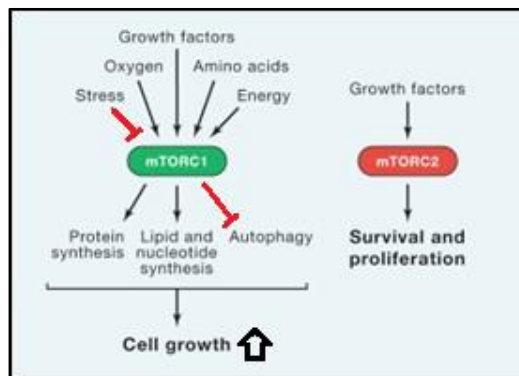 Growth factors
Oxygen
Amino acids
Stress
Energy
mTORC1
Protein
synthesis
Lipid and
nucleotide
synthesis
Autophagy
Cell growth
Growth factors
mTORC2
Survival and
proliferation